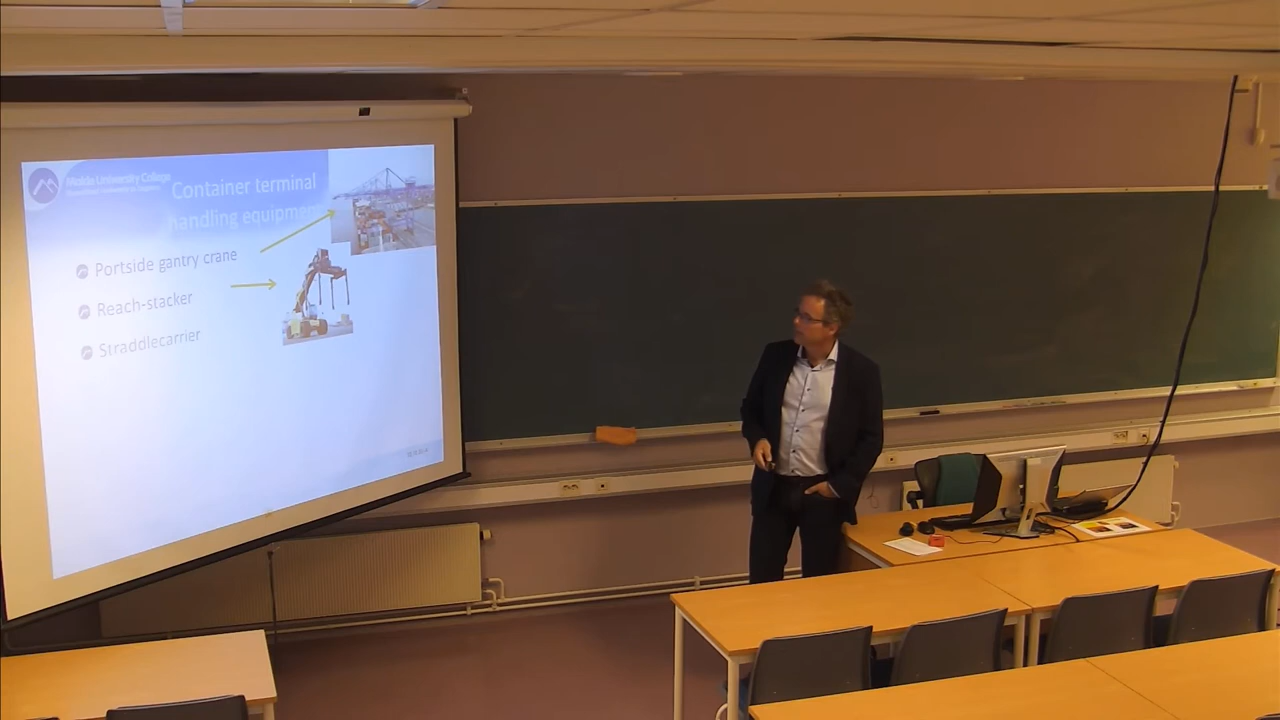 Molde University College
Container terminal
handling equipment
Portside gantry crane
Reach-stacker
Straddlecarrier